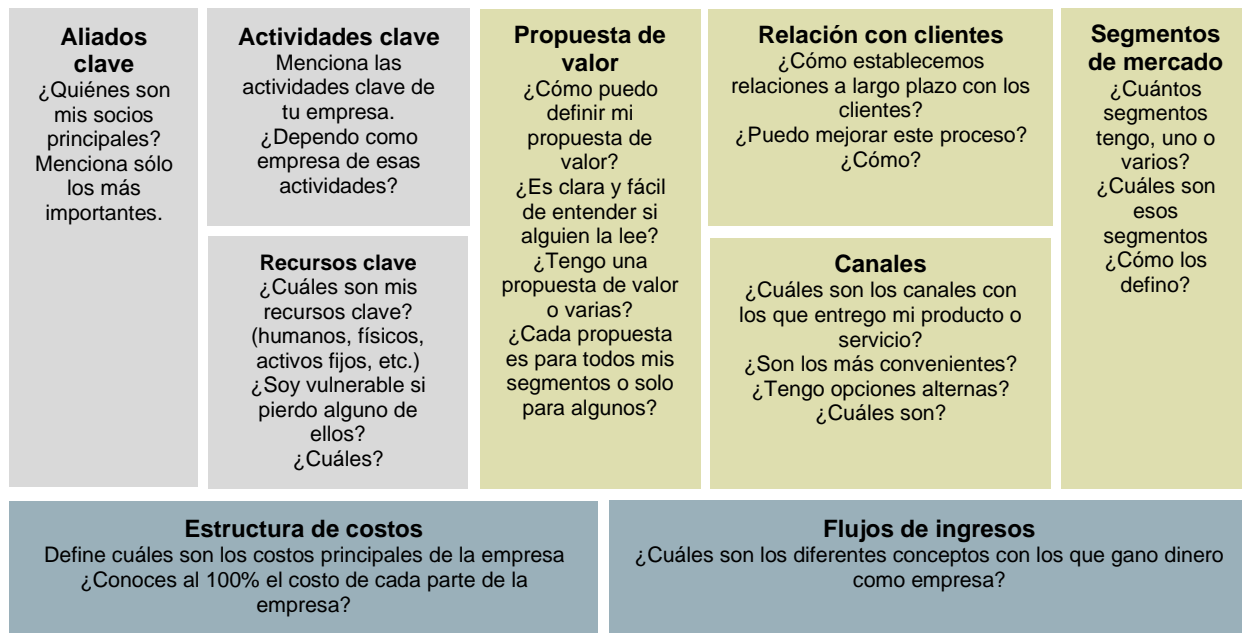 Aliados
clave
¿Quiénes son
mis socios
principales?
Menciona sólo
los más
importantes.
Actividades clave
Menciona las
actividades clave de
tu empresa.
¿Dependo como
empresa de esas
actividades?
Recursos clave
¿Cuáles son mis
recursos clave?
(humanos, físicos,
activos fijos, etc.)
¿Soy vulnerable si
pierdo alguno de
ellos?
¿Cuáles?
Propuesta de
valor
¿Cómo puedo
definir mi
propuesta de
valor?
¿Es clara y fácil
de entender si
alguien la lee?
¿Tengo una
propuesta de valor
o varias?
¿Cada propuesta
es para todos mis
segmentos o solo
para algunos?
Relación con clientes
¿Cómo establecemos
relaciones a largo plazo con los
clientes?
¿Puedo mejorar este proceso?
¿Cómo?
Canales
¿Cuáles son los canales con
los que entrego mi producto o
servicio?
¿Son los más convenientes?
¿Tengo opciones alternas?
¿Cuáles son?
Segmentos
de mercado
¿Cuántos
segmentos
tengo, uno o
varios?
¿Cuáles son
esos
segmentos
¿Cómo los
defino?
Estructura de costos
Define cuáles son los costos principales de la empresa
¿Conoces al 100% el costo de cada parte de la
empresa?
Flujos de ingresos
¿Cuáles son los diferentes conceptos con los que gano dinero
como empresa?